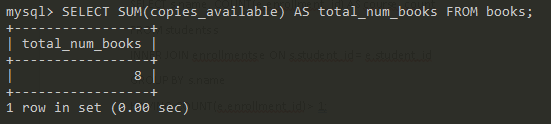 mysql> SELECT SUM(copies_available) AS total_num_books FROM books;
+-----------------+
| total_num_books |
+-----------------+
|               8 |
+-----------------+
1 row in set (0.00 sec)